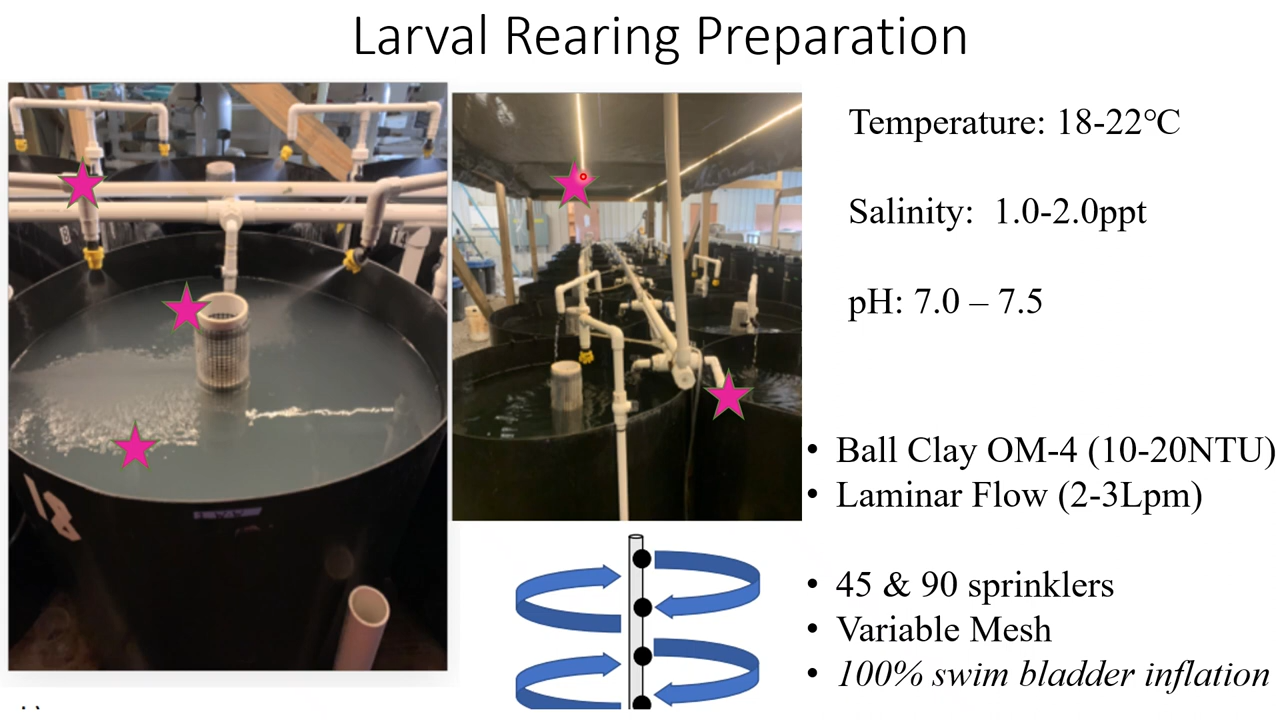 Larval Rearing Preparation
Temperature: 18-22°C
Salinity: 1.0-2.0ppt
pH: 7.0 – 7.5
• Ball Clay OM-4 (10-20NTU)
• Laminar Flow (2-3Lpm)
• 45 & 90 sprinklers
• Variable Mesh
• 100% swim bladder inflation